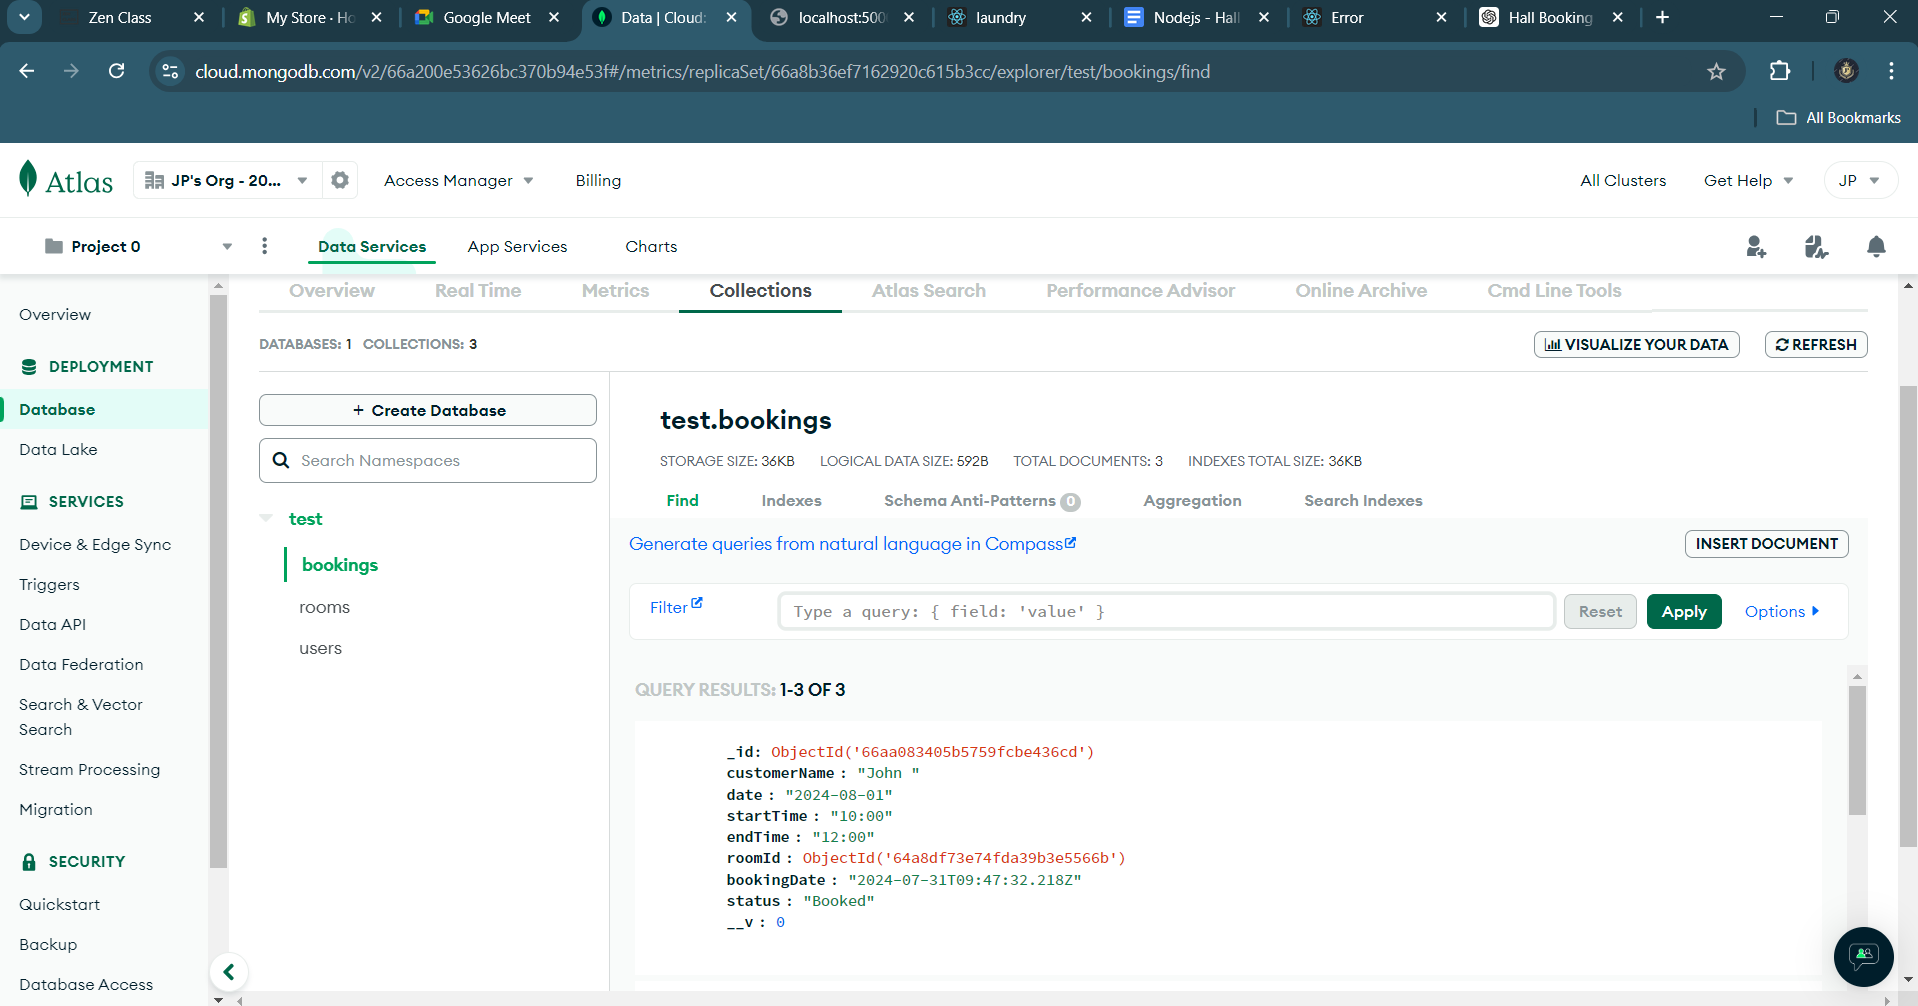 Zen Class
My Store · Ho
Google Meet
Data | Cloud:
localhost:500
laundry
Nodejs - Hall
Error
Hall Booking
cloud.mongodb.com/v2/66a200e53626bc370b94e53f#/metrics/replicaSet/66a8b36ef7162920c615b3cc/explorer/test/bookings/find
All Bookmarks
Atlas
JP's Org - 20...
Access Manager
Billing
All Clusters
Get Help
JP
Project 0
Data Services
App Services
Charts
Overview
Real Time
Metrics
Collections
Atlas Search
Performance Advisor
Online Archive
Cmd Line Tools
Overview
DEPLOYMENT
Database
Data Lake
SERVICES
Device & Edge Sync
Triggers
Data API
Data Federation
Search & Vector
Search
Stream Processing
Migration
SECURITY
Quickstart
Backup
Database Access
DATABASES: 1 COLLECTIONS: 3
VISUALIZE YOUR DATA
REFRESH
+ Create Database
Search Namespaces
test
bookings
rooms
users
test.bookings
STORAGE SIZE: 36KB LOGICAL DATA SIZE: 592B TOTAL DOCUMENTS: 3 INDEXES TOTAL SIZE: 36KB
Find
Indexes
Schema Anti-Patterns 0
Aggregation
Search Indexes
Generate queries from natural language in Compass
INSERT DOCUMENT
Filter
Type a query: { field: 'value' }
Reset
Apply
Options
QUERY RESULTS: 1-3 OF 3
_id: ObjectId('66aa083405b5759fcbe436cd')
customerName : "John "
date : "2024-08-01"
startTime : "10:00"
endTime : "12:00"
roomId : ObjectId('64a8df73e74fda39b3e5566b')
bookingDate : "2024-07-31T09:47:32.218Z"
status : "Booked"
__v : 0